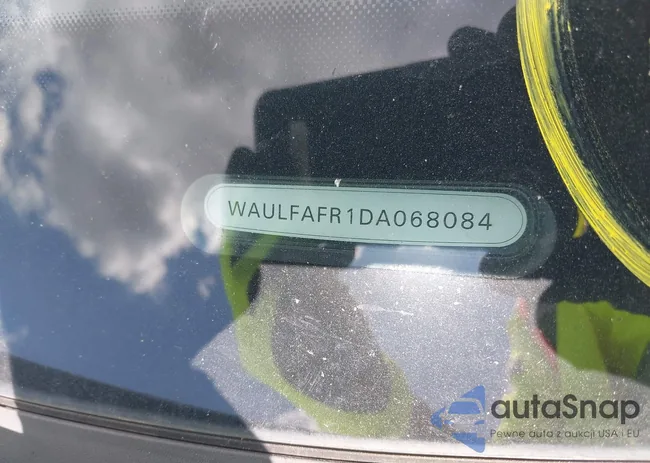 WAULFAFR1DA068084
autaSnap
Pewne auta z aukcji USA i EU